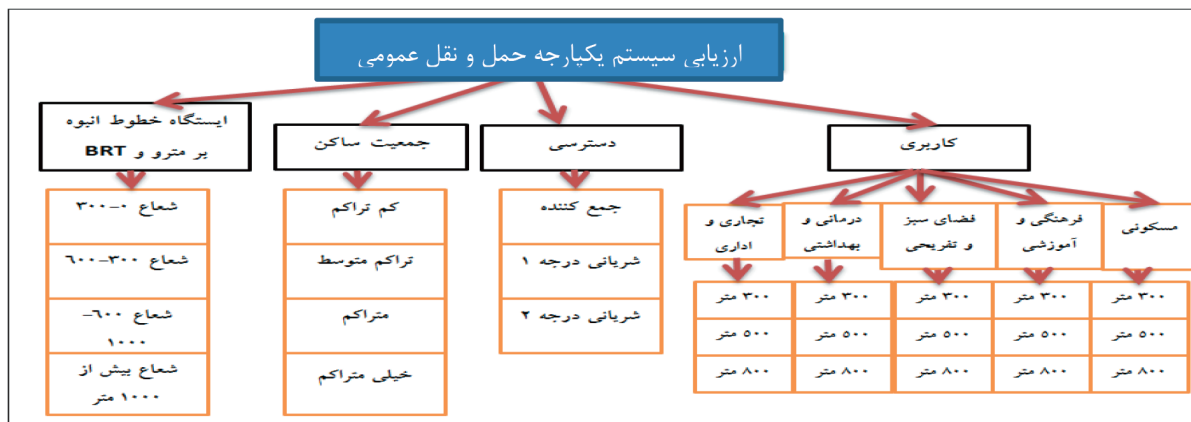 ارزیابی سیستم یکپارجه حمل و نقل عمومی
کاربری
دسترسی
جمعیت ساکن
ایستگاه خطوط انبوه
بر مترو و BRT
مسکونی
فرهنگی و
آموزشی
فضای سبز
و تفریحی
درمانی و
بهداشتی
تجاری و
اداری
۳۰۰ متر
۵۰۰ متر
۸۰۰ متر
۳۰۰ متر
۵۰۰ متر
۸۰۰ متر
۳۰۰ متر
۵۰۰ متر
۸۰۰ متر
۳۰۰ متر
۵۰۰ متر
۸۰۰ متر
۳۰۰ متر
۵۰۰ متر
۸۰۰ متر
جمع کننده
شریانی درجه ۱
شریانی درجه ۲
کم تراکم
تراکم متوسط
متراکم
خیلی متراکم
شعاع ۰-۳۰۰
شعاع ۳۰۰-۶۰۰
شعاع ۶۰۰-
۱۰۰۰
شعاع بیش از
۱۰۰۰ متر